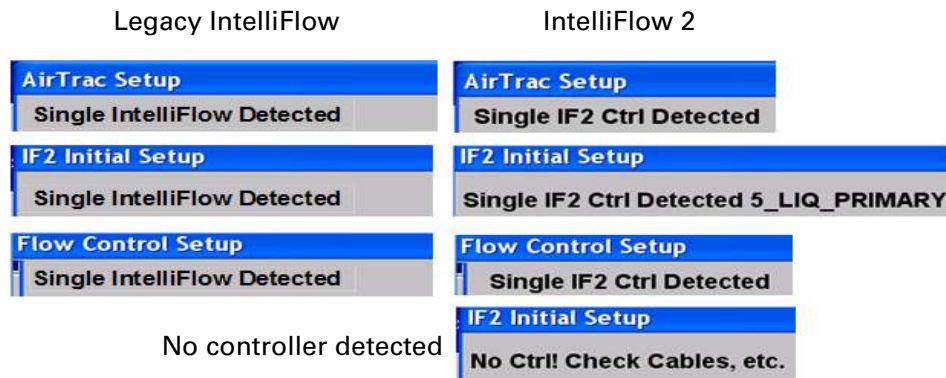 Legacy IntelliFlow
IntelliFlow 2
AirTrac Setup
Single IntelliFlow Detected
AirTrac Setup
Single IF2 Ctrl Detected
IF2 Initial Setup
Single IntelliFlow Detected
IF2 Initial Setup
Single IF2 Ctrl Detected 5_LIQ_PRIMARY
Flow Control Setup
Single IntelliFlow Detected
Flow Control Setup
Single IF2 Ctrl Detected
No controller detected
IF2 Initial Setup
No Ctrl! Check Cables, etc.